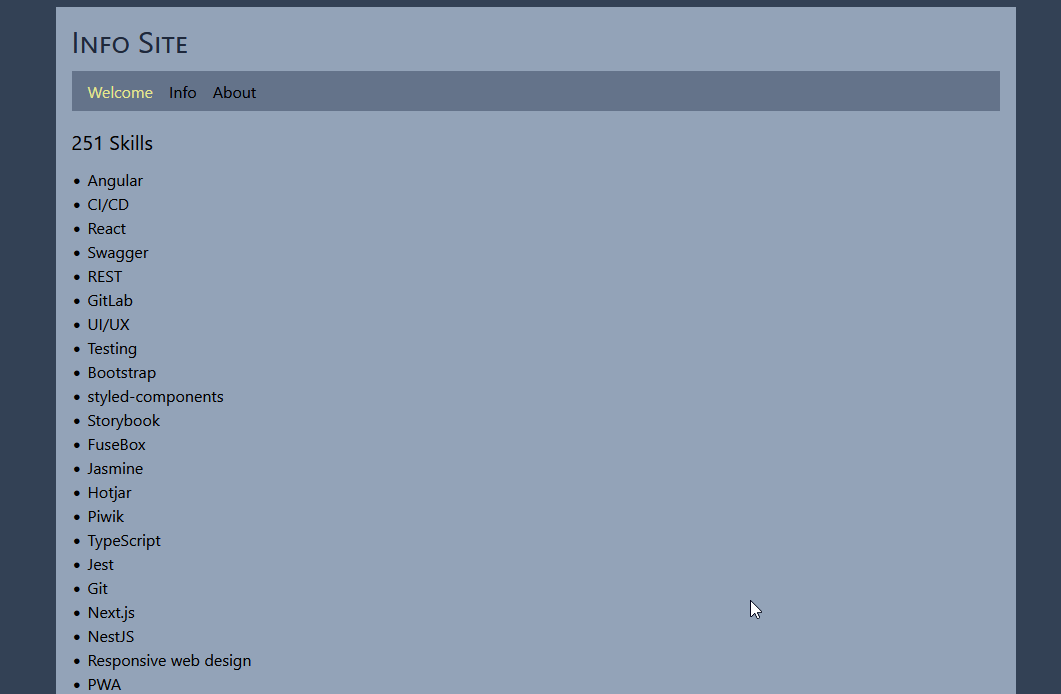 Info Site
Welcome Info About
251 Skills
• Angular
• CI/CD
• React
• Swagger
• REST
• GitLab
• UI/UX
• Testing
• Bootstrap
• styled-components
• Storybook
• FuseBox
• Jasmine
• Hotjar
• Piwik
• TypeScript
• Jest
• Git
• Next.js
• NestJS
• Responsive web design
• PWA